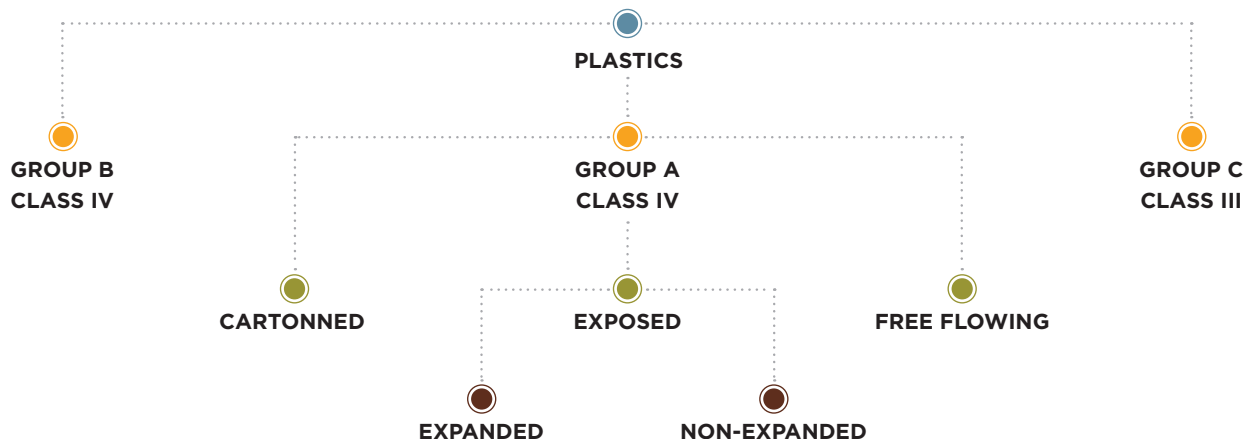 PLASTICS
GROUP B
CLASS IV
GROUP A
CLASS IV
GROUP C
CLASS III
CARTONNED
EXPOSED
FREE FLOWING
EXPANDED
NON-EXPANDED